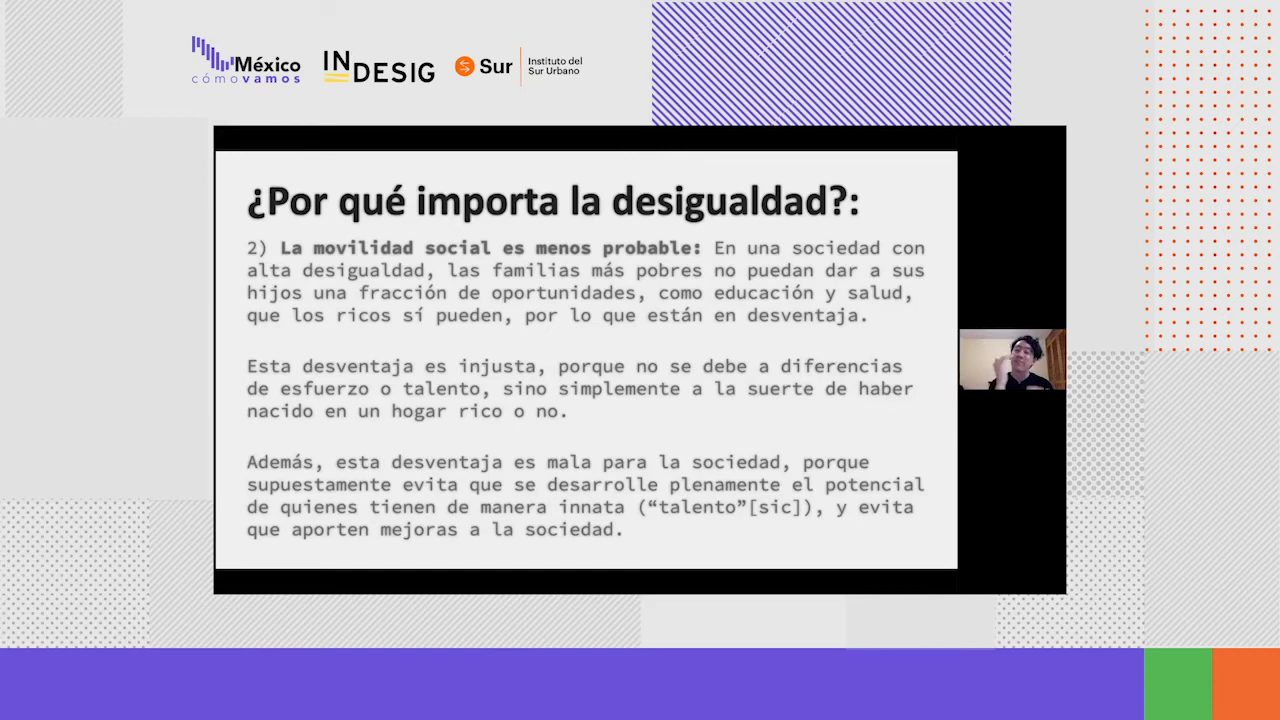 México
cómovamos
INDESIG
Sur
Instituto del
Sur Urbano
¿Por qué importa la desigualdad?:
2) La movilidad social es menos probable: En una sociedad con
alta desigualdad, las familias más pobres no puedan dar a sus
hijos una fracción de oportunidades, como educación y salud,
que los ricos sí pueden, por lo que están en desventaja.
Esta desventaja es injusta, porque no se debe a diferencias
de esfuerzo o talento, sino simplemente a la suerte de haber
nacido en un hogar rico o no.
Además, esta desventaja es mala para la sociedad, porque
supuestamente evita que se desarrolle plenamente el potencial
de quienes tienen de manera innata (“talento”[sic]), y evita
que aporten mejoras a la sociedad.